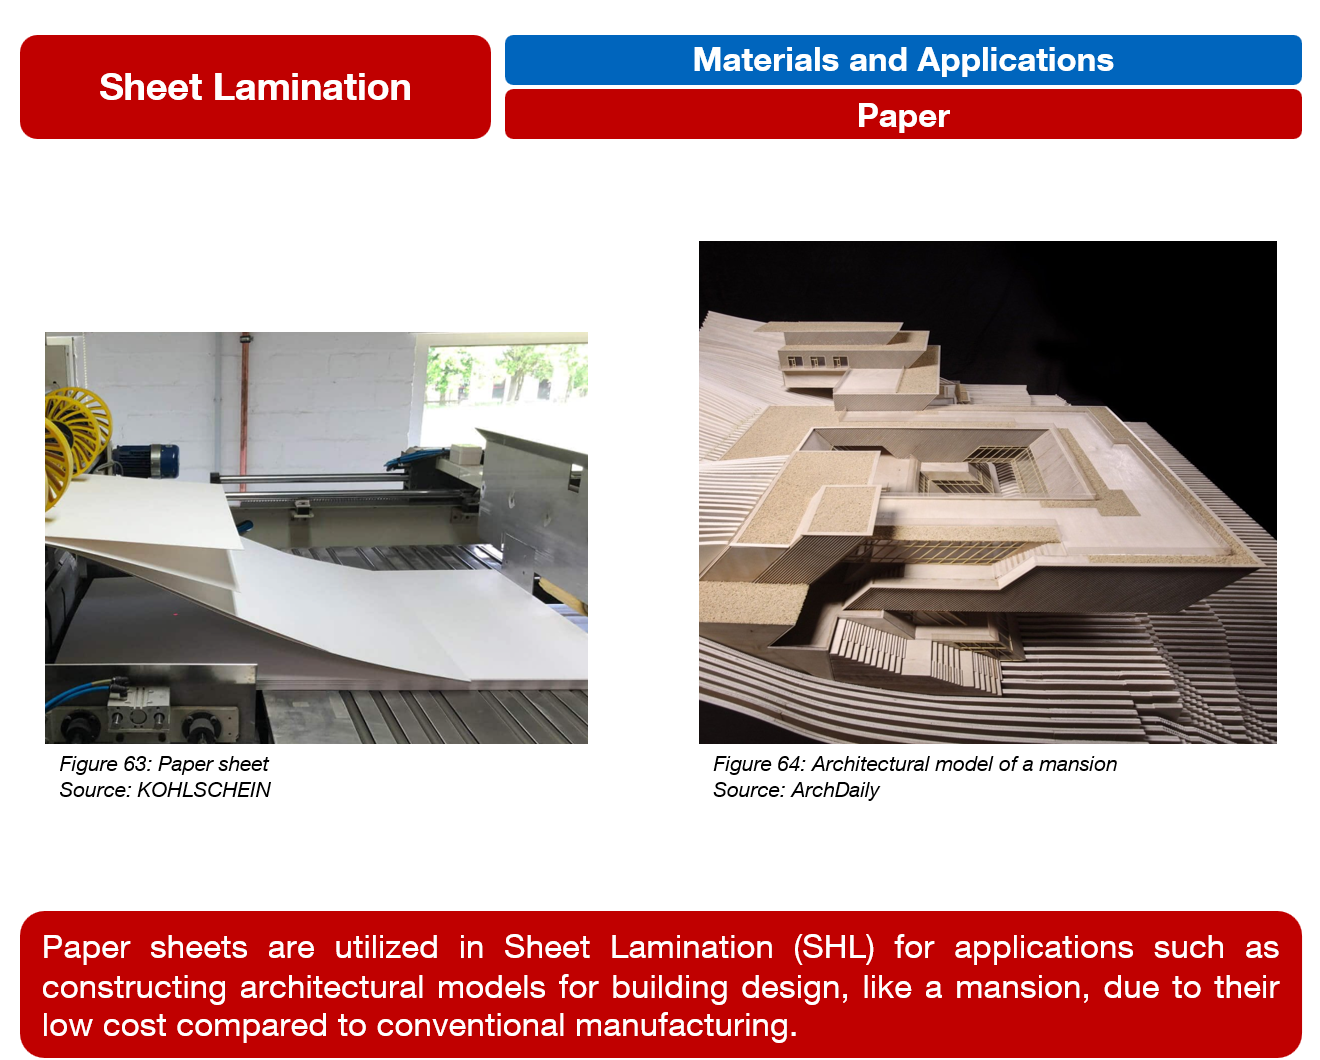 Sheet Lamination
Materials and Applications
Paper
Figure 63: Paper sheet
Source: KOHLSCHEIN
Figure 64: Architectural model of a mansion
Source: ArchDaily
Paper sheets are utilized in Sheet Lamination (SHL) for applications such as
constructing architectural models for building design, like a mansion, due to their
low cost compared to conventional manufacturing.